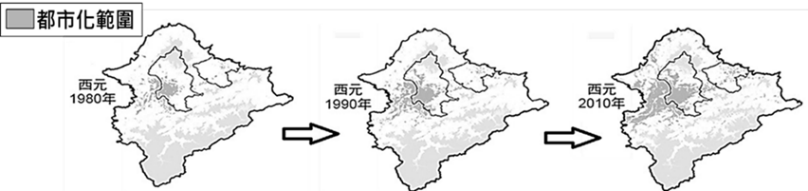 都市化範圍
西元
1980年
西元
1990年
西元
2010年